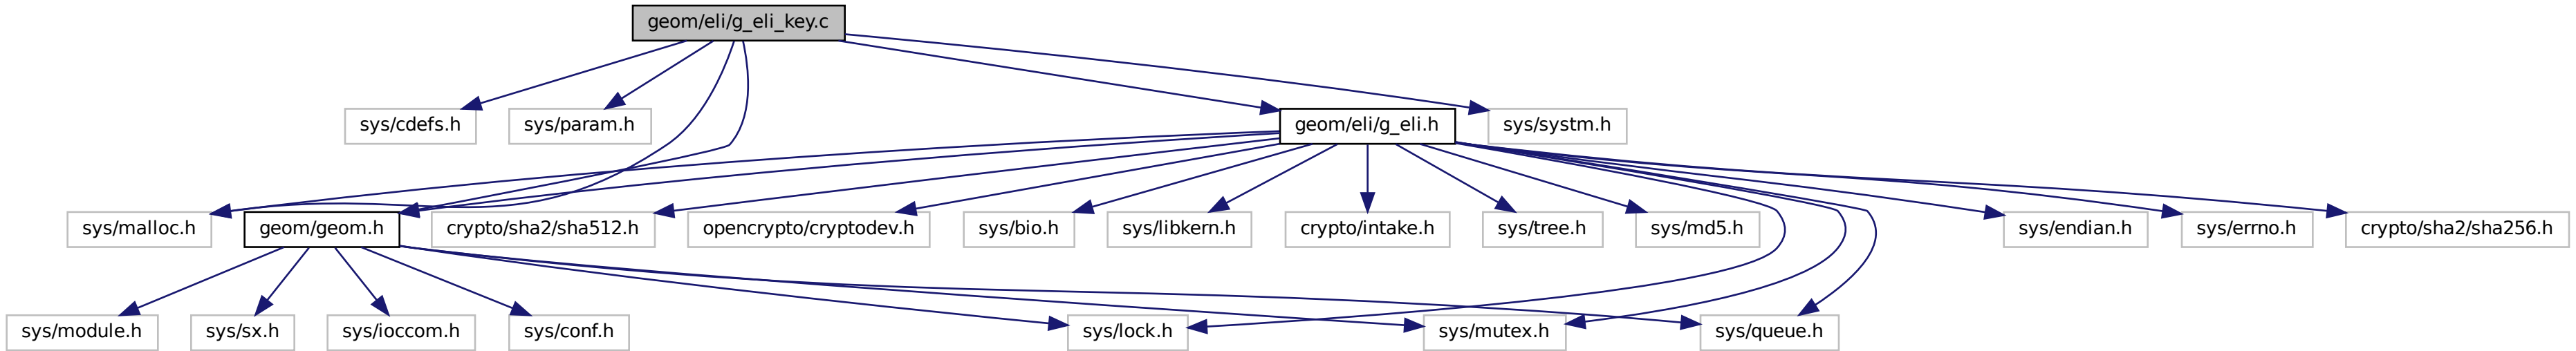 geom/eli/g_eli_key.c
sys/cdefs.h
sys/param.h
geom/eli/g_eli.h
sys/systm.h
sys/malloc.h
geom/geom.h
crypto/sha2/sha512.h
opencrypto/cryptodev.h
sys/bio.h
sys/libkern.h
crypto/intake.h
sys/tree.h
sys/md5.h
sys/endian.h
sys/errno.h
crypto/sha2/sha256.h
sys/module.h
sys/sx.h
sys/ioccom.h
sys/conf.h
sys/lock.h
sys/mutex.h
sys/queue.h